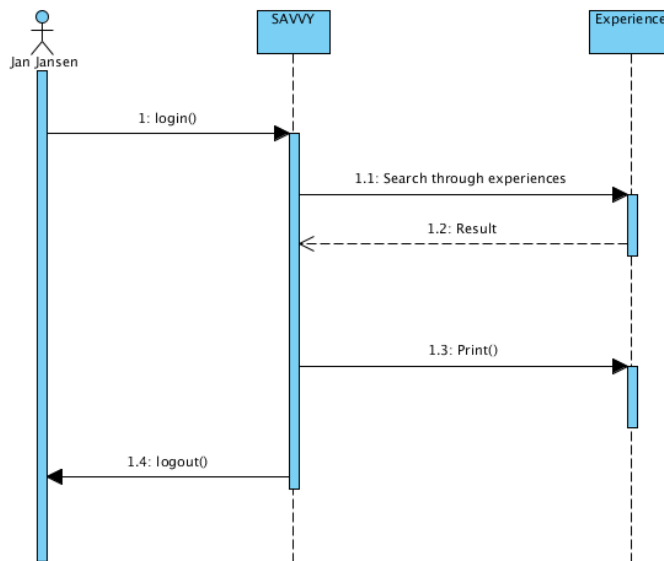 SAVVY
Experience
Jan Jansen
1: login()
1.1: Search through experiences
1.2: Result
1.3: Print()
1.4: logout()